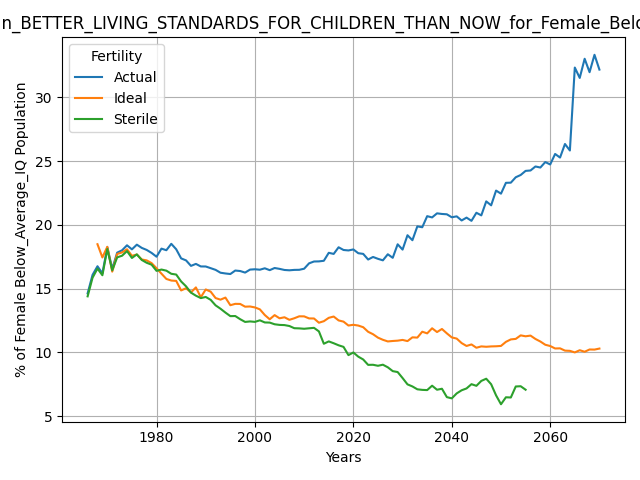 n_BETTER_LIVING_STANDARDS_FOR_CHILDREN_THAN_NOW_for_Female_Belo
Fertility
Actual
Ideal
Sterile
% of Female Below_Average_IQ Population
30
25
20
15
10
5
1980 2000 2020 2040 2060
Years